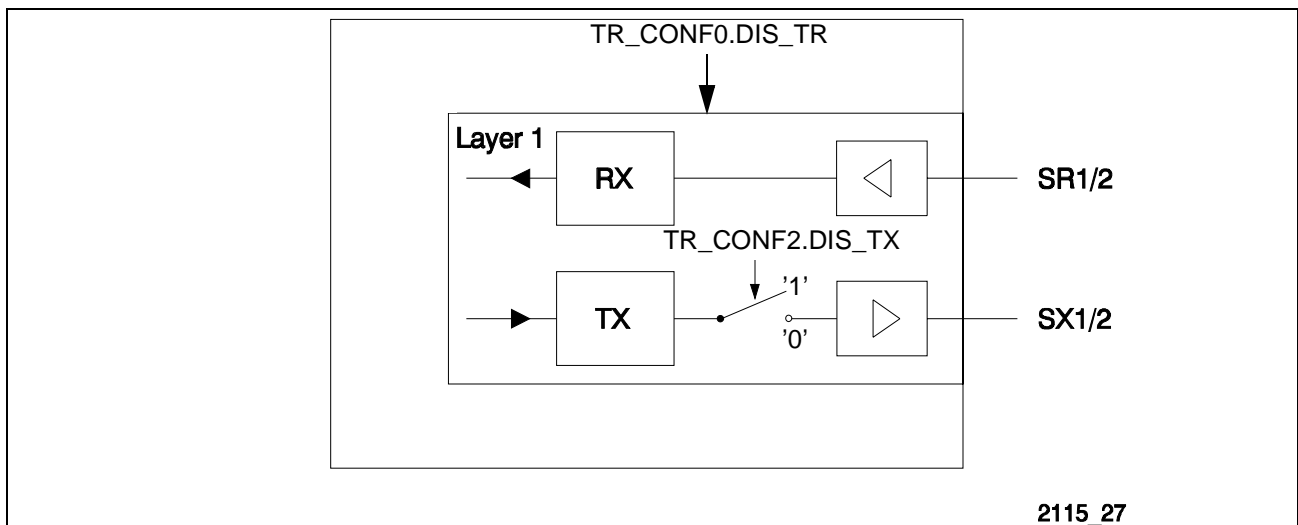 TR_CONF0.DIS_TR
Layer 1
RX
SR1/2
TR_CONF2.DIS_TX
'1'
TX
'0'
SX1/2
2115_27